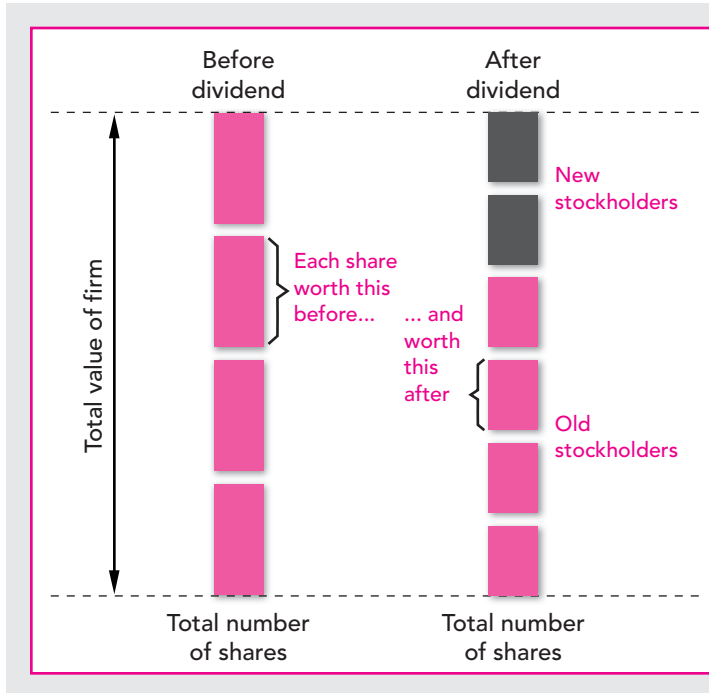 Before
dividend
After
dividend
Total value of firm
New
stockholders
Each share
worth this
before...
... and
worth
this
after
Old
stockholders
Total number
of shares
Total number
of shares